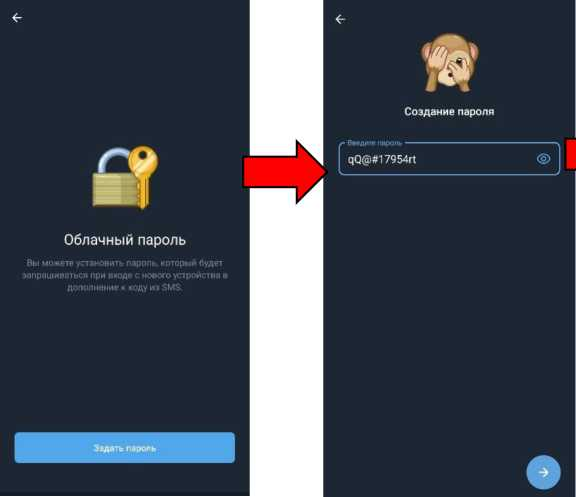 Облачный пароль
Вы можете установить пароль, который будет
запрашиваться при входе с нового устройства в
дополнение к коду из SMS.
Задать пароль
Создание пароля
Введите пароль
qQ@#17954rt